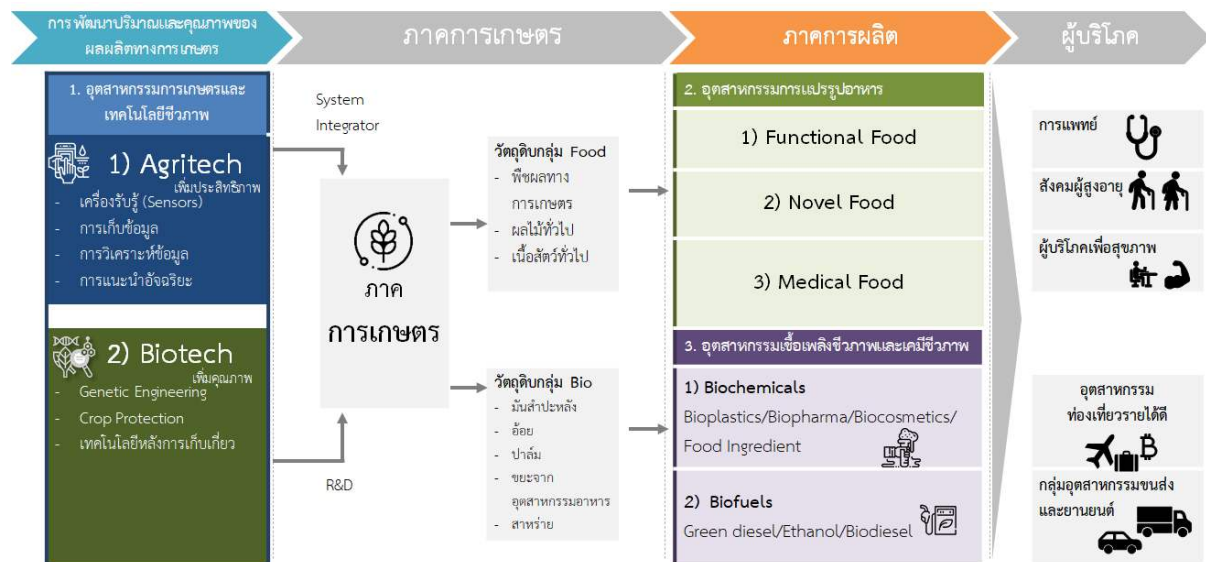 การพัฒนาปริมาณและคุณภาพของ
ผลผลิตทางการเกษตร
ภาคการเกษตร
ภาคการผลิต
ผู้บริโภค
1. อุตสาหกรรมการเกษตรและ
เทคโนโลยีชีวภาพ
1) Agritech
เพิ่มประสิทธิภาพ
- เครื่องรับรู้ (Sensors)
- การเก็บข้อมูล
- การวิเคราะห์ข้อมูล
- การแนะนำอัจฉริยะ
2) Biotech
เพิ่มคุณภาพ
- Genetic Engineering
- Crop Protection
- เทคโนโลยีหลังการเก็บเกี่ยว
System
Integrator
R&D
ภาค
การเกษตร
วัตถุดิบกลุ่ม Food
- พืชผลทาง
การเกษตร
- ผลไม้ทั่วไป
- เนื้อสัตว์ทั่วไป
วัตถุดิบกลุ่ม Bio
- มันสำปะหลัง
- อ้อย
- ปาล์ม
- ขยะจาก
อุตสาหกรรมอาหาร
- สาหร่าย
2. อุตสาหกรรมการแปรรูปอาหาร
1) Functional Food
2) Novel Food
3) Medical Food
3. อุตสาหกรรมเชื้อเพลิงชีวภาพและเคมีชีวภาพ
1) Biochemicals
Bioplastics/Biopharma/Biocosmetics/
Food Ingredient
2) Biofuels
Green diesel/Ethanol/Biodiesel
การแพทย์
สังคมผู้สูงอายุ
ผู้บริโภคเพื่อสุขภาพ
อุตสาหกรรม
ท่องเที่ยวรายได้ดี
กลุ่มอุตสาหกรรมขนส่ง
และยานยนต์